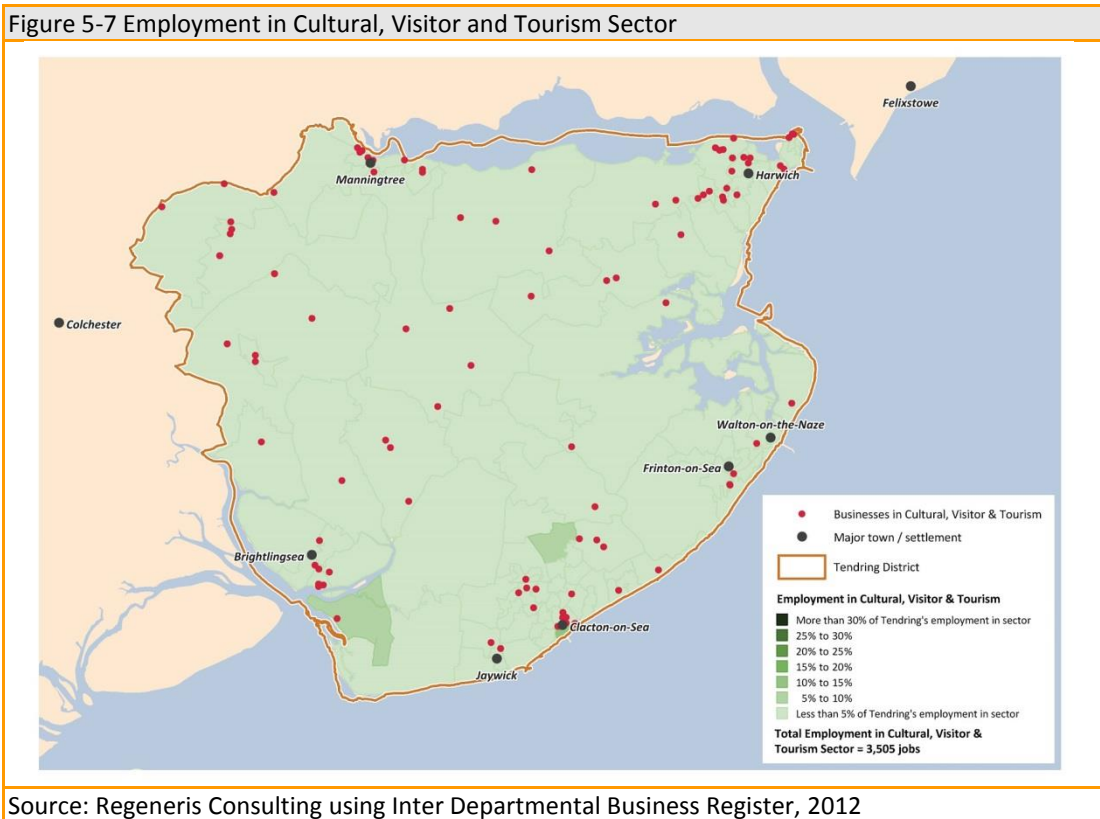 Figure 5-7 Employment in Cultural, Visitor and Tourism Sector
Felixstowe
Manningtree
Harwich
Colchester
Walton-on-the-Naze
Frinton-on-Sea
Brightlingsea
Clacton-on-Sea
Jaywick
Businesses in Cultural, Visitor & Tourism
Major town / settlement
Tendring District
Employment in Cultural, Visitor & Tourism
More than 30% of Tendring's employment in sector
25% to 30%
20% to 25%
15% to 20%
10% to 15%
5% to 10%
Less than 5% of Tendring's employment in sector
Total Employment in Cultural, Visitor &
Tourism Sector = 3,505 jobs
Source: Regeneris Consulting using Inter Departmental Business Register, 2012